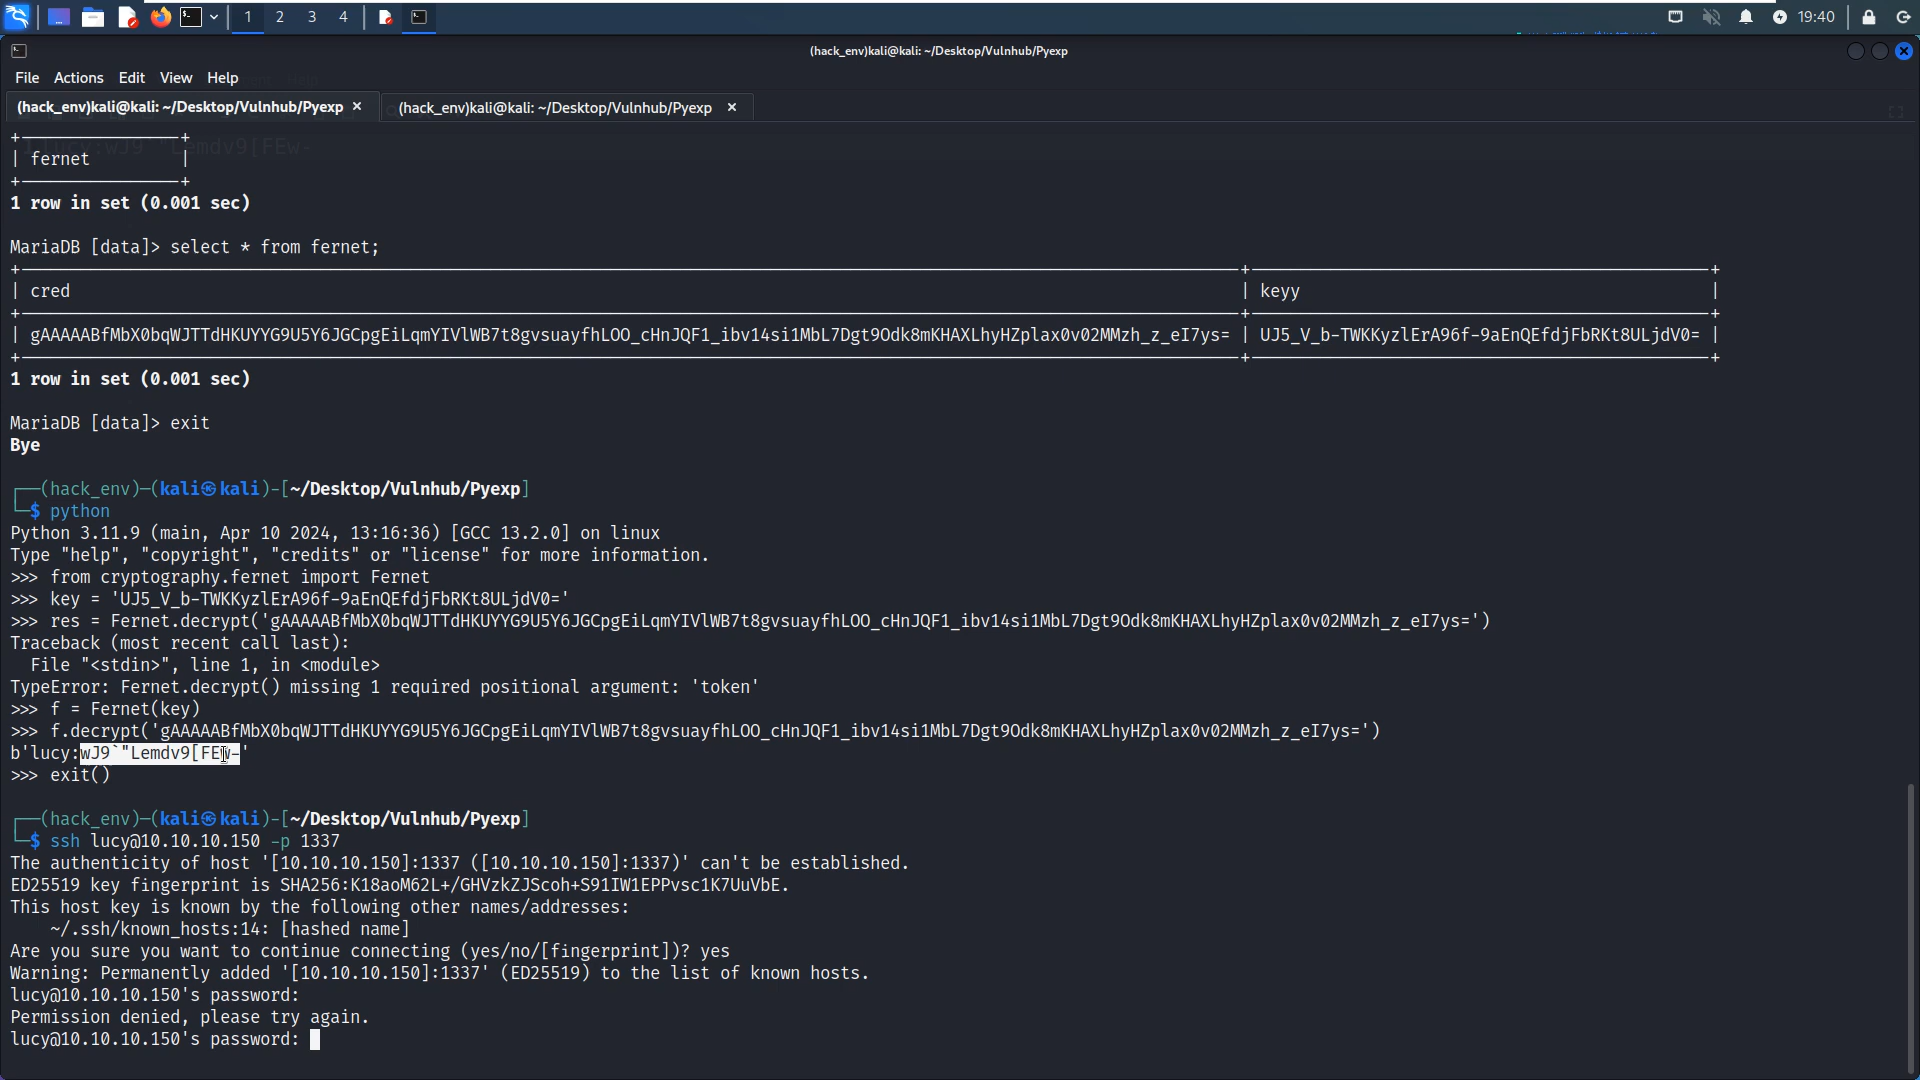 1 2 3 4 19:40
(hack_env)kali@kali: ~/Desktop/Vulnhub/Pyexp
File Actions Edit View Help
(hack_env)kali@kali: ~/Desktop/Vulnhub/Pyexp × (hack_env)kali@kali: ~/Desktop/Vulnhub/Pyexp ×
| fernet |
1 row in set (0.001 sec)
MariaDB [data]> select * from fernet;
| cred | keyy |
| gAAAAABfMbX0bqWJTTdHKUYYG9U5Y6JGCpgEiLqmYIVlWB7t8gvsuayfhLOO_cHnJQF1_ibv14si1MbL7Dgt9Odk8mKHAXLhyHZplax0v02MMzh_z_eI7ys= | UJ5_V_b-TWKKyzlErA96f-9aEnQEfdjFbRKt8ULjdV0= |
1 row in set (0.001 sec)
MariaDB [data]> exit
Bye
┌──(hack_env)─(kali㉿kali)-[~/Desktop/Vulnhub/Pyexp]
└─$ python
Python 3.11.9 (main, Apr 10 2024, 13:16:36) [GCC 13.2.0] on linux
Type "help", "copyright", "credits" or "license" for more information.
>>> from cryptography.fernet import Fernet
>>> key = 'UJ5_V_b-TWKKyzlErA96f-9aEnQEfdjFbRKt8ULjdV0='
>>> res = Fernet.decrypt('gAAAAABfMbX0bqWJTTdHKUYYG9U5Y6JGCpgEiLqmYIVlWB7t8gvsuayfhLOO_cHnJQF1_ibv14si1MbL7Dgt9Odk8mKHAXLhyHZplax0v02MMzh_z_eI7ys=')
Traceback (most recent call last):
File "<stdin>", line 1, in <module>
TypeError: Fernet.decrypt() missing 1 required positional argument: 'token'
>>> f = Fernet(key)
>>> f.decrypt('gAAAAABfMbX0bqWJTTdHKUYYG9U5Y6JGCpgEiLqmYIVlWB7t8gvsuayfhLOO_cHnJQF1_ibv14si1MbL7Dgt9Odk8mKHAXLhyHZplax0v02MMzh_z_eI7ys=')
b'lucy:wJ9`"Lemdv9[FEw-'
>>> exit()
┌──(hack_env)─(kali㉿kali)-[~/Desktop/Vulnhub/Pyexp]
└─$ ssh lucy@10.10.10.150 -p 1337
The authenticity of host '[10.10.10.150]:1337 ([10.10.10.150]:1337)' can't be established.
ED25519 key fingerprint is SHA256:K18aoM62L+/GHVzkZJScoh+S91IW1EPPvsc1K7UuVbE.
This host key is known by the following other names/addresses:
~/.ssh/known_hosts:14: [hashed name]
Are you sure you want to continue connecting (yes/no/[fingerprint])? yes
Warning: Permanently added '[10.10.10.150]:1337' (ED25519) to the list of known hosts.
lucy@10.10.10.150's password:
Permission denied, please try again.
lucy@10.10.10.150's password: